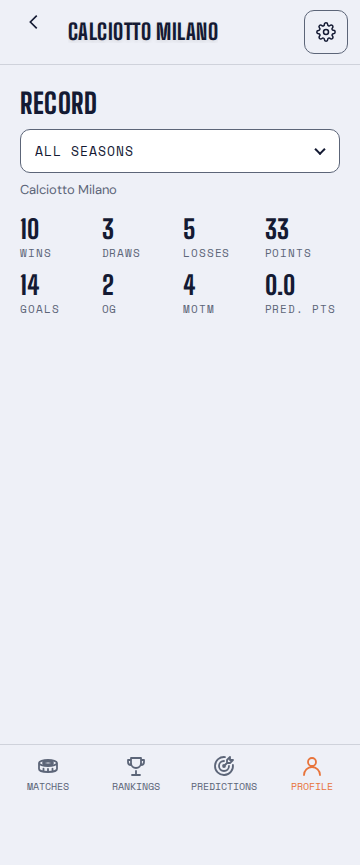 CALCIOTTO MILANO
RECORD
ALL SEASONS
Calciotto Milano
10 3 5 33
WINS DRAWS LOSSES POINTS
14 2 4 0.0
GOALS OG MOTM PRED. PTS
MATCHES RANKINGS PREDICTIONS PROFILE